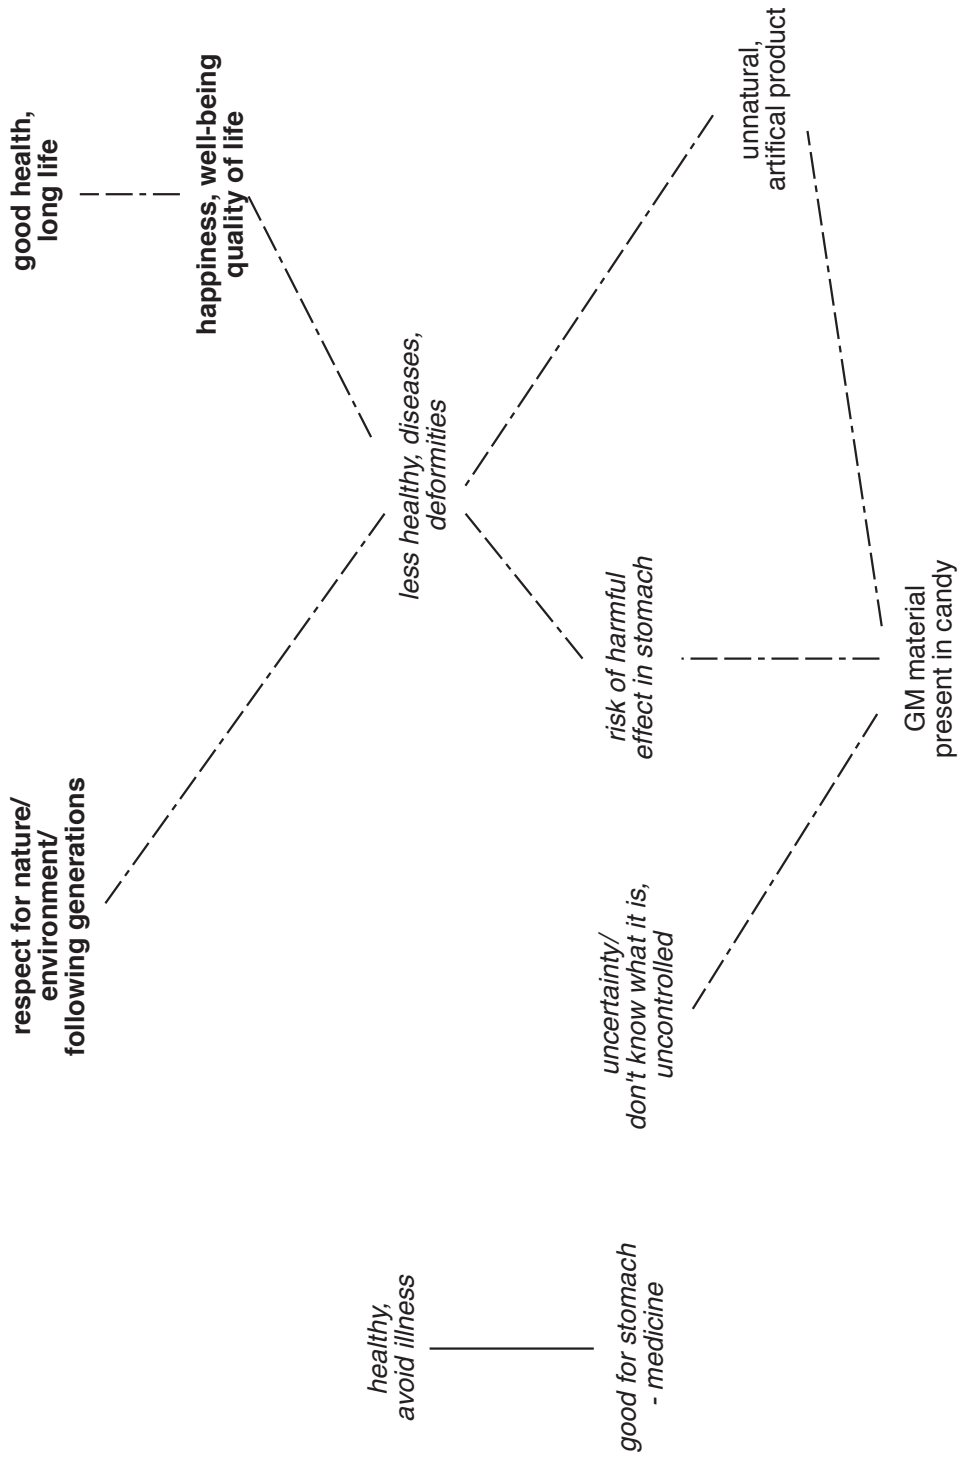 good health,
long life
happiness, well-being
quality of life
respect for nature/
environment/
following generations
less healthy, diseases,
deformities
healthy,
avoid illness
unnatural,
artifical product
risk of harmful
effect in stomach
uncertainty/
don't know what it is,
uncontrolled
good for stomach
- medicine
GM material
present in candy